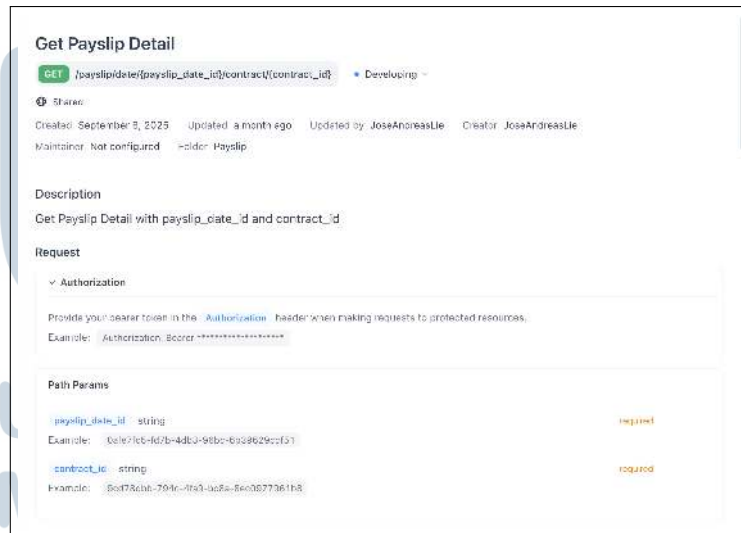 Get Payslip Detail
GET /payslip/date/{payslip_date_id}/contract/{contract_id} Developing
Shared
Created September 8, 2025 Updated a month ago Updated by JoseAndreasLie Creator JoseAndreasLie
Maintainer Not configured Folder Payslip
Description
Get Payslip Detail with payslip_date_id and contract_id
Request
Authorization
Provide your bearer token in the Authorization header when making requests to protected resources.
Example: Authorization: Bearer ********************
Path Params
payslip_date_id string required
Example:
contract_id string required
Example: